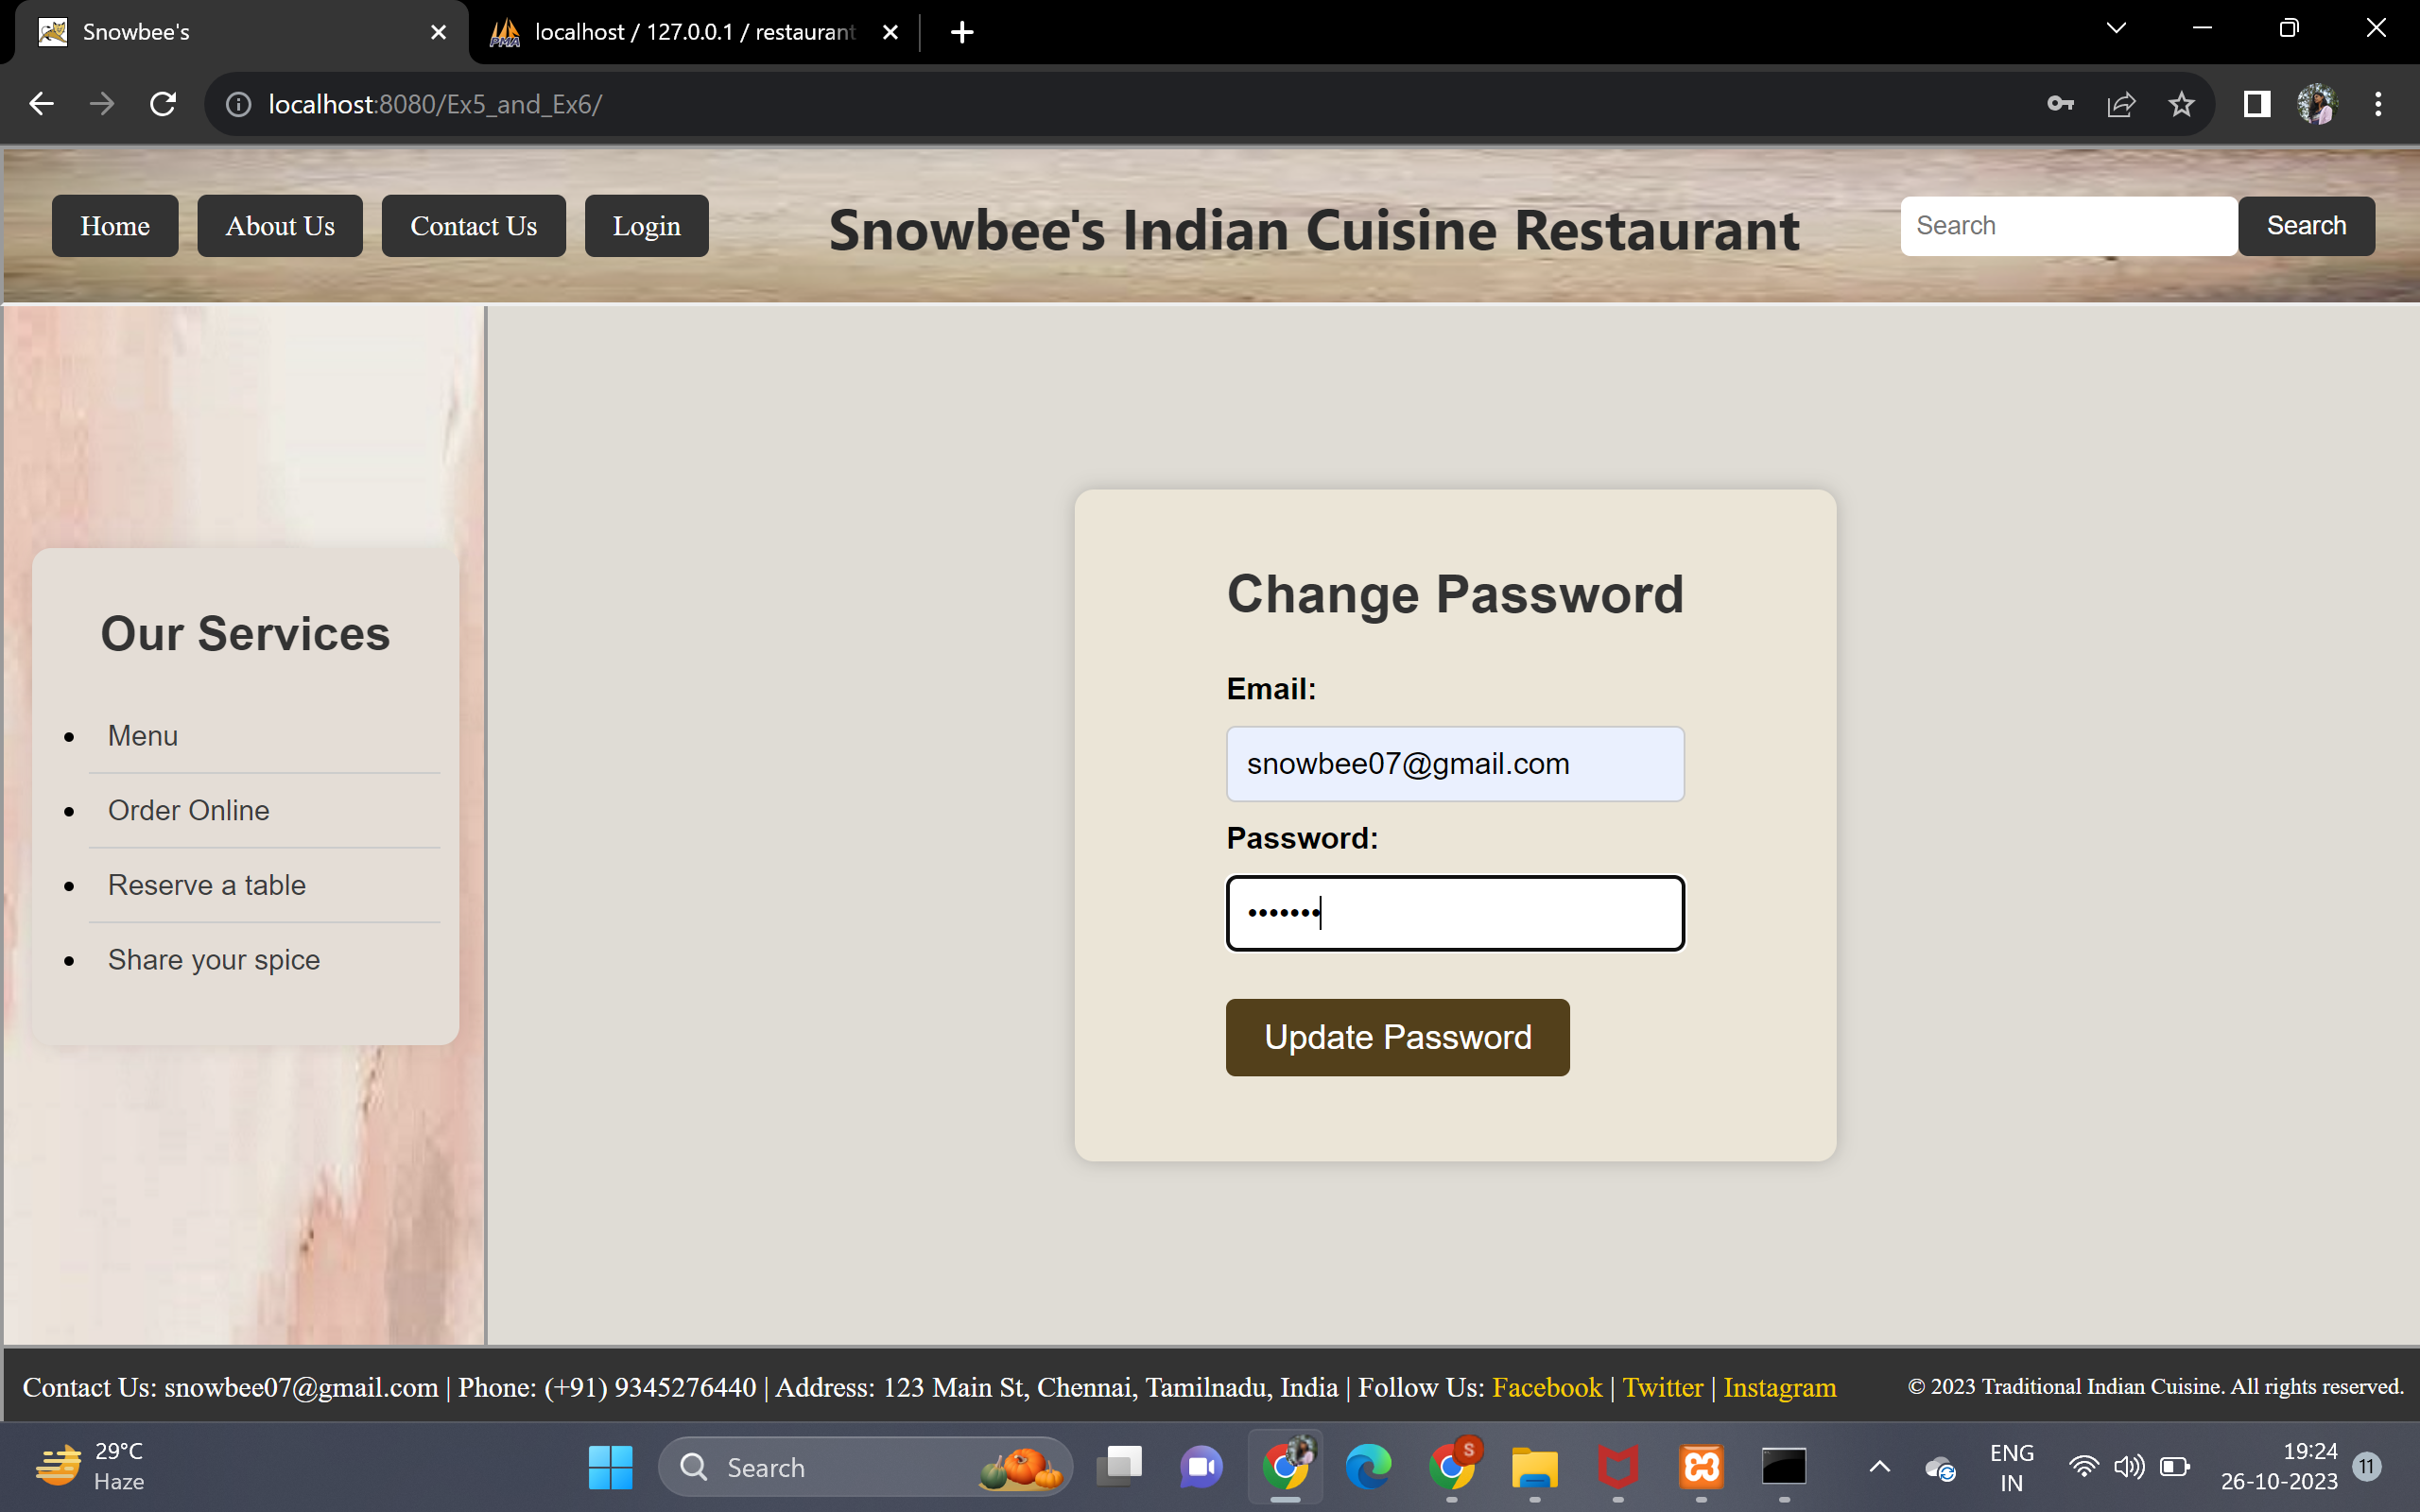 Snowbee's
localhost / 127.0.0.1 / restaurant
localhost:8080/Ex5_and_Ex6/
Home
About Us
Contact Us
Login
Snowbee's Indian Cuisine Restaurant
Search
Search
Our Services
Menu
Order Online
Reserve a table
Share your spice
Change Password
Email:
snowbee07@gmail.com
Password:
•••••••
Update Password
Contact Us: snowbee07@gmail.com | Phone: (+91) 9345276440 | Address: 123 Main St, Chennai, Tamilnadu, India | Follow Us: Facebook | Twitter | Instagram
© 2023 Traditional Indian Cuisine. All rights reserved.
29°C
Haze
Search
S
ENG
IN
19:24
26-10-2023
11
PMA